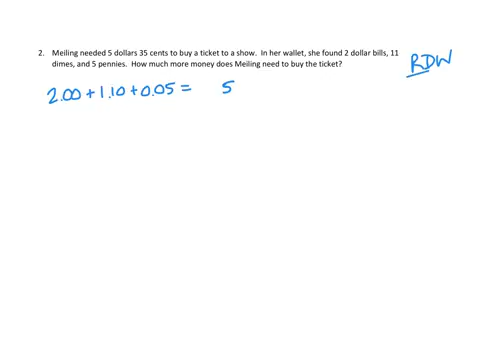 2. Meiling needed 5 dollars 35 cents to buy a ticket to a show. In her wallet, she found 2 dollar bills, 11
dimes, and 5 pennies. How much more money does Meiling need to buy the ticket?
RDW
2.00 + 1.10 + 0.05 = 5